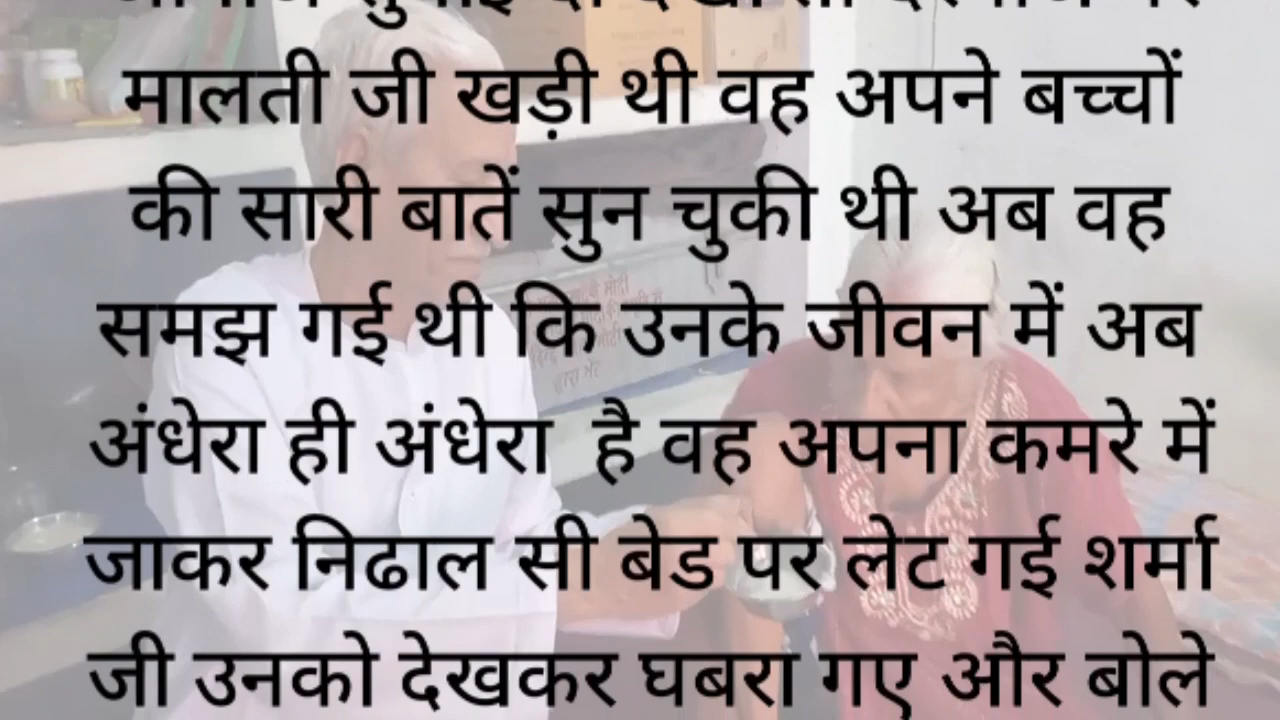 मालती जी खड़ी थी वह अपने बच्चों
की सारी बातें सुन चुकी थी अब वह
समझ गई थी कि उनके जीवन में अब
अंधेरा ही अंधेरा है वह अपना कमरे में
जाकर निढाल सी बेड पर लेट गई शर्मा
जी उनको देखकर घबरा गए और बोले